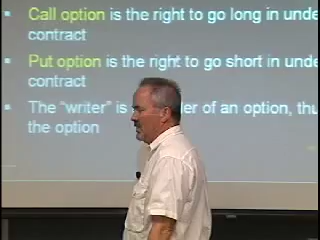 Call option is the right to go long in
contract
Put option is the right to go short in
contract
The "writer" is of an option,
the option